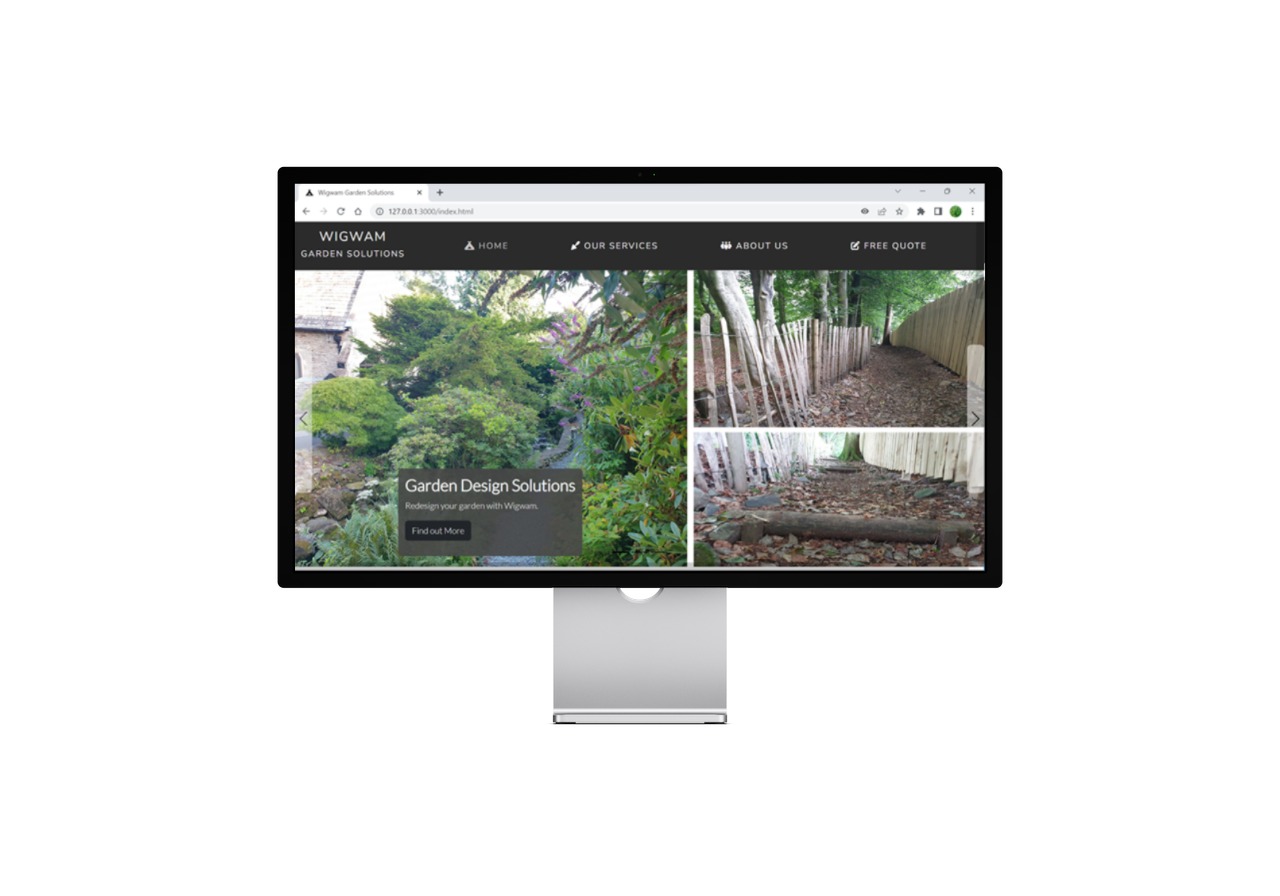 Wigwam Garden Solutions
127.0.0.1:3000/index.html
WIGWAM
GARDEN SOLUTIONS
HOME
OUR SERVICES
ABOUT US
FREE QUOTE
Garden Design Solutions
Redesign your garden with Wigwam.
Find out More